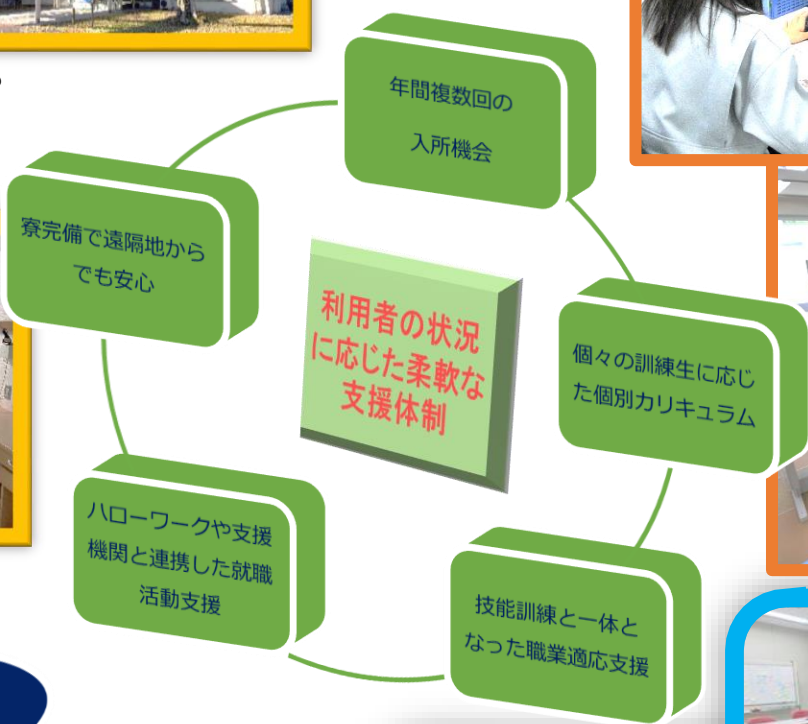 年間複数回の
入所機会
寮完備で遠隔地から
でも安心
利用者の状況
に応じた柔軟な
支援体制
個々の訓練生に応じ
た個別カリキュラム
ハローワークや支援
機関と連携した就職
活動支援
技能訓練と一体と
なった職業適応支援